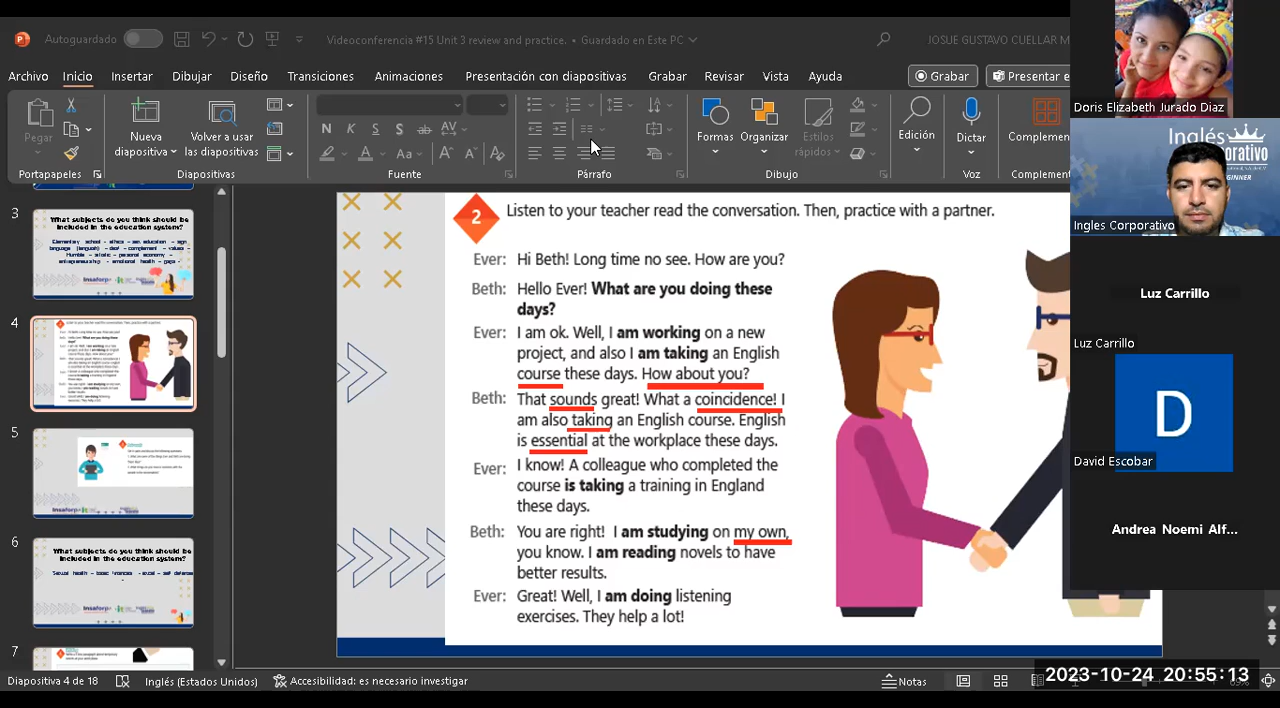 Autoguardado
Videoconferencia #15 Unit 3 review and practice. • Guardado en Este PC
JOSUE GUSTAVO CUELLAR M
Archivo Inicio Insertar Dibujar Diseño Transiciones Animaciones Presentación con diapositivas Grabar Revisar Vista Ayuda
Grabar
Presentar e
Pegar
Nueva
diapositiva
Volver a usar
las diapositivas
Formas
Organizar
Estilos
rápidos
Edición
Dictar
Complemen
Portapapeles
Diapositivas
Fuente
Párrafo
Dibujo
Voz
Complement
3
What subjects do you think should be
included in the education system?
4
5
6
What subjects do you think should be
included in the education system?
7
2
Listen to your teacher read the conversation. Then, practice with a partner.
Ever: Hi Beth! Long time no see. How are you?
Beth: Hello Ever! What are you doing these
days?
Ever: I am ok. Well, I am working on a new
project, and also I am taking an English
course these days. How about you?
Beth: That sounds great! What a coincidence! I
am also taking an English course. English
is essential at the workplace these days.
Ever: I know! A colleague who completed the
course is taking a training in England
these days.
Beth: You are right! I am studying on my own,
you know. I am reading novels to have
better results.
Ever: Great! Well, I am doing listening
exercises. They help a lot!
Doris Elizabeth Jurado Diaz
Inglés
orativo
Ingles Corporativo
Luz Carrillo
Luz Carrillo
D
David Escobar
Andrea Noemi Alf...
Diapositiva 4 de 18
Inglés (Estados Unidos)
Accesibilidad: es necesario investigar
Notas
2023-10-24 20:55:13